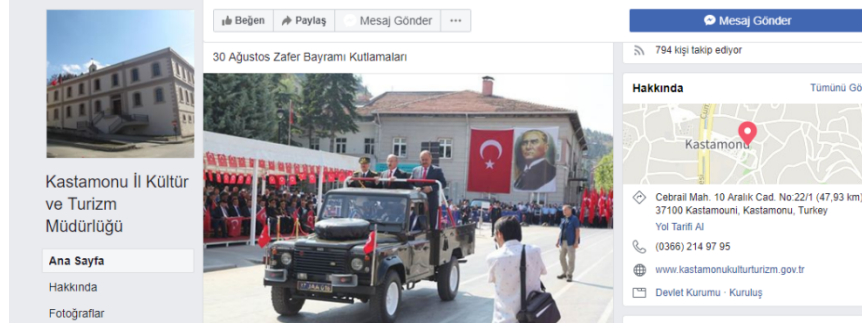 Beğen
Paylaş
Mesaj Gönder
Mesaj Gönder
30 Ağustos Zafer Bayramı Kutlamaları
794 kişi takip ediyor
Hakkında
Tümünü Gö
Kastamonu
Cebrail Mah. 10 Aralık Cad. No:22/1 (47,93 km)
37100 Kastamouni, Kastamonu, Turkey
Yol Tarifi Al
(0366) 214 97 95
www.kastamonukulturturizm.gov.tr
Devlet Kurumu · Kuruluş
Kastamonu İl Kültür
ve Turizm
Müdürlüğü
Ana Sayfa
Hakkında
Fotoğraflar